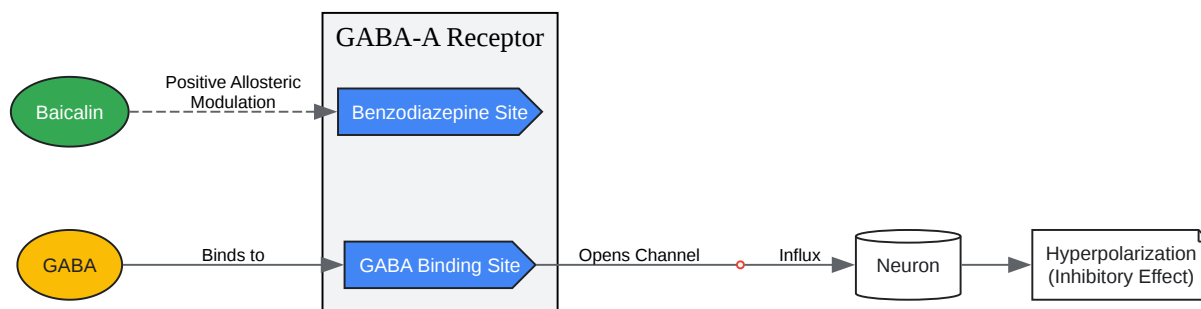 GABA-A Receptor
Positive Allosteric
Modulation
Baicalin
Benzodiazepine Site
GABA
Binds to
GABA Binding Site
Opens Channel
Influx
Neuron
Hyperpolarization
(Inhibitory Effect)